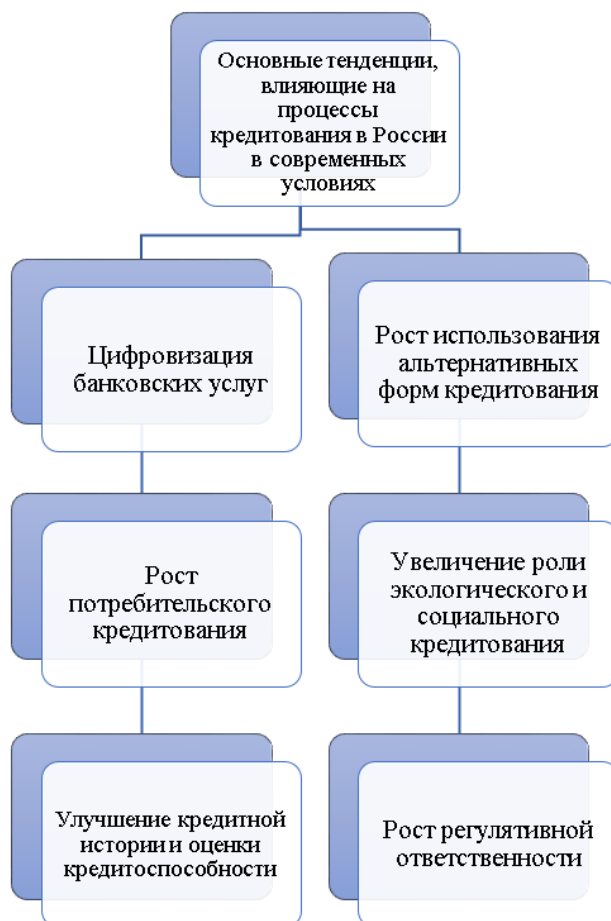 Основные тенденции,
влияющие на
процессы
кредитования в России
в современных
условиях
Цифровизация
банковских услуг
Рост использования
альтернативных
форм кредитования
Рост
потребительского
кредитования
Увеличение роли
экологического и
социального
кредитования
Улучшение кредитной
истории и оценки
кредитоспособности
Рост регулятивной
ответственности